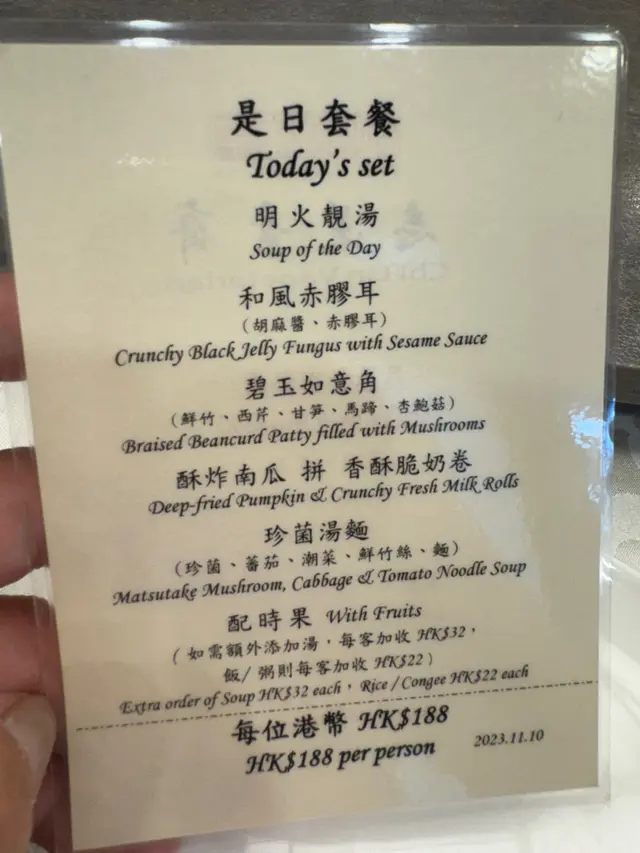 是日套餐
Today's set
明火靚湯
Soup of the Day
和風赤膠耳
（胡麻醬、赤膠耳）
Crunchy Black Jelly Fungus with Sesame Sauce
碧玉如意角
（鮮竹、西芹、甘筍、馬蹄、杏鮑菇）
Braised Beancurd Patty filled with Mushrooms
酥炸南瓜 拼 香酥脆奶卷
Deep-fried Pumpkin & Crunchy Fresh Milk Rolls
珍菌湯麵
（珍菌、蕃茄、潮菜、鮮竹絲、麵）
Matsutake Mushroom, Cabbage & Tomato Noodle Soup
配時果 With Fruits
（如需額外添加湯，每客加收 HK$32，
飯/ 粥則每客加收 HK$22）
Extra order of Soup HK$32 each，Rice / Congee HK$22 each
每位港幣 HK$188
HK$188 per person
2023.11.10